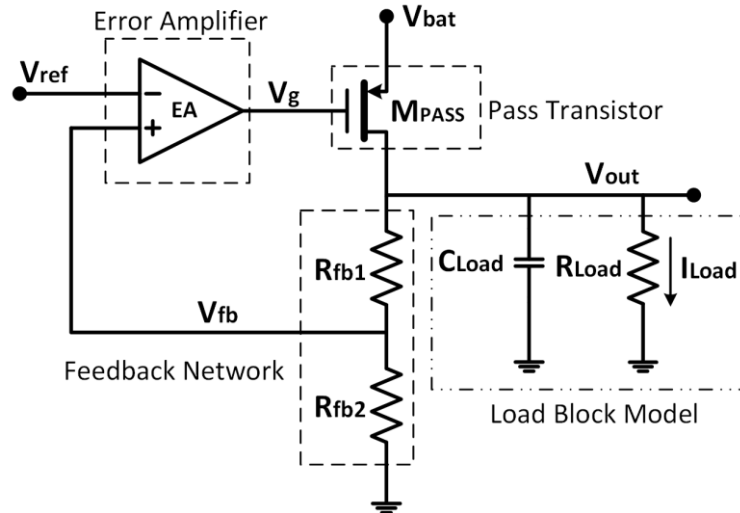 Error Amplifier
Vbat
Vref
EA
Vg
MPASS
Pass Transistor
Vout
Rfb1
CLoad
RLoad
ILoad
Vfb
Feedback Network
Rfb2
Load Block Model